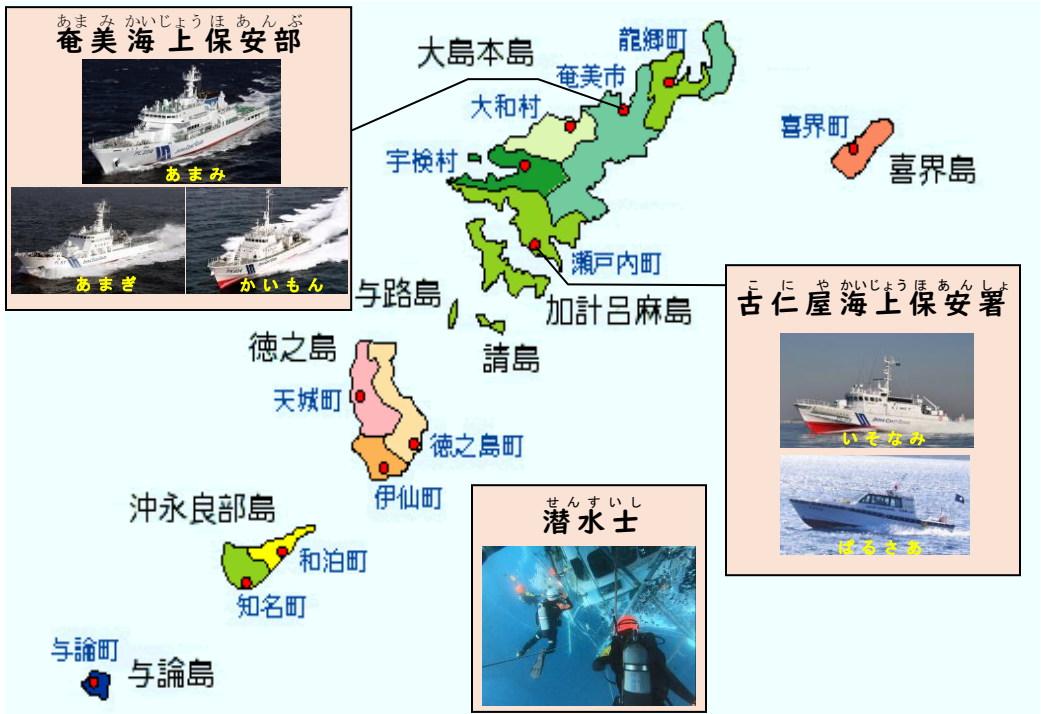 あまみかいじょうほあんぶ
奄美海上保安部
あまみ
あまぎ
かいもん
大島本島
龍郷町
奄美市
大和村
宇検村
喜界町
喜界島
瀬戸内町
与路島
加計呂麻島
請島
こにやかいじょうほあんしょ
古仁屋海上保安署
いそなみ
ぱるさあ
徳之島
天城町
徳之島町
伊仙町
沖永良部島
和泊町
知名町
与論町
与論島
せんすいし
潜水士